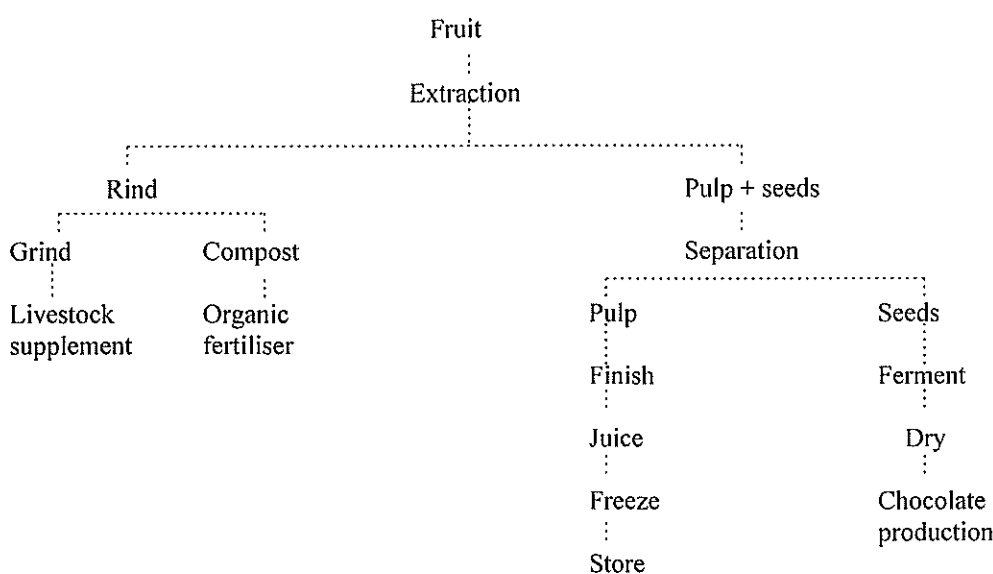 Fruit
Extraction
Rind
Pulp + seeds
Grind
Compost
Separation
Livestock
supplement
Organic
fertiliser
Pulp
Seeds
Finish
Ferment
Juice
Dry
Freeze
Chocolate
production
Store